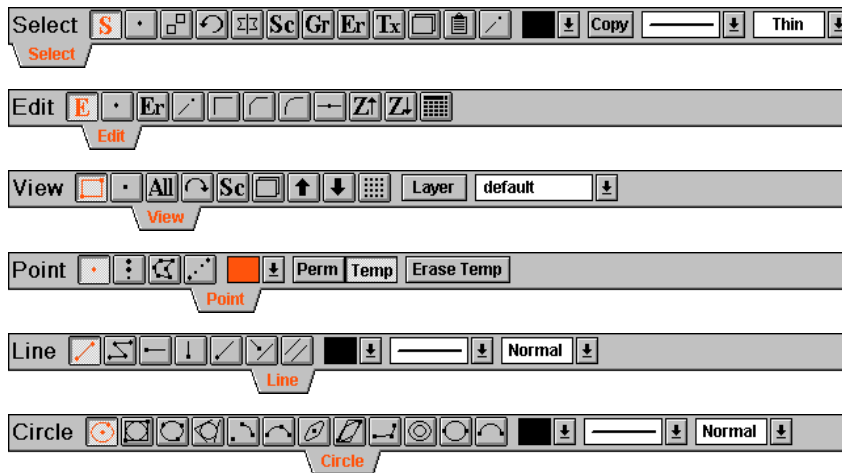 Select S Sc Gr Er Tx Copy Thin
Select
Edit E Er Z↑ Z↓
Edit
View All Sc Layer default
View
Point Perm Temp Erase Temp
Point
Line Normal
Line
Circle Normal
Circle